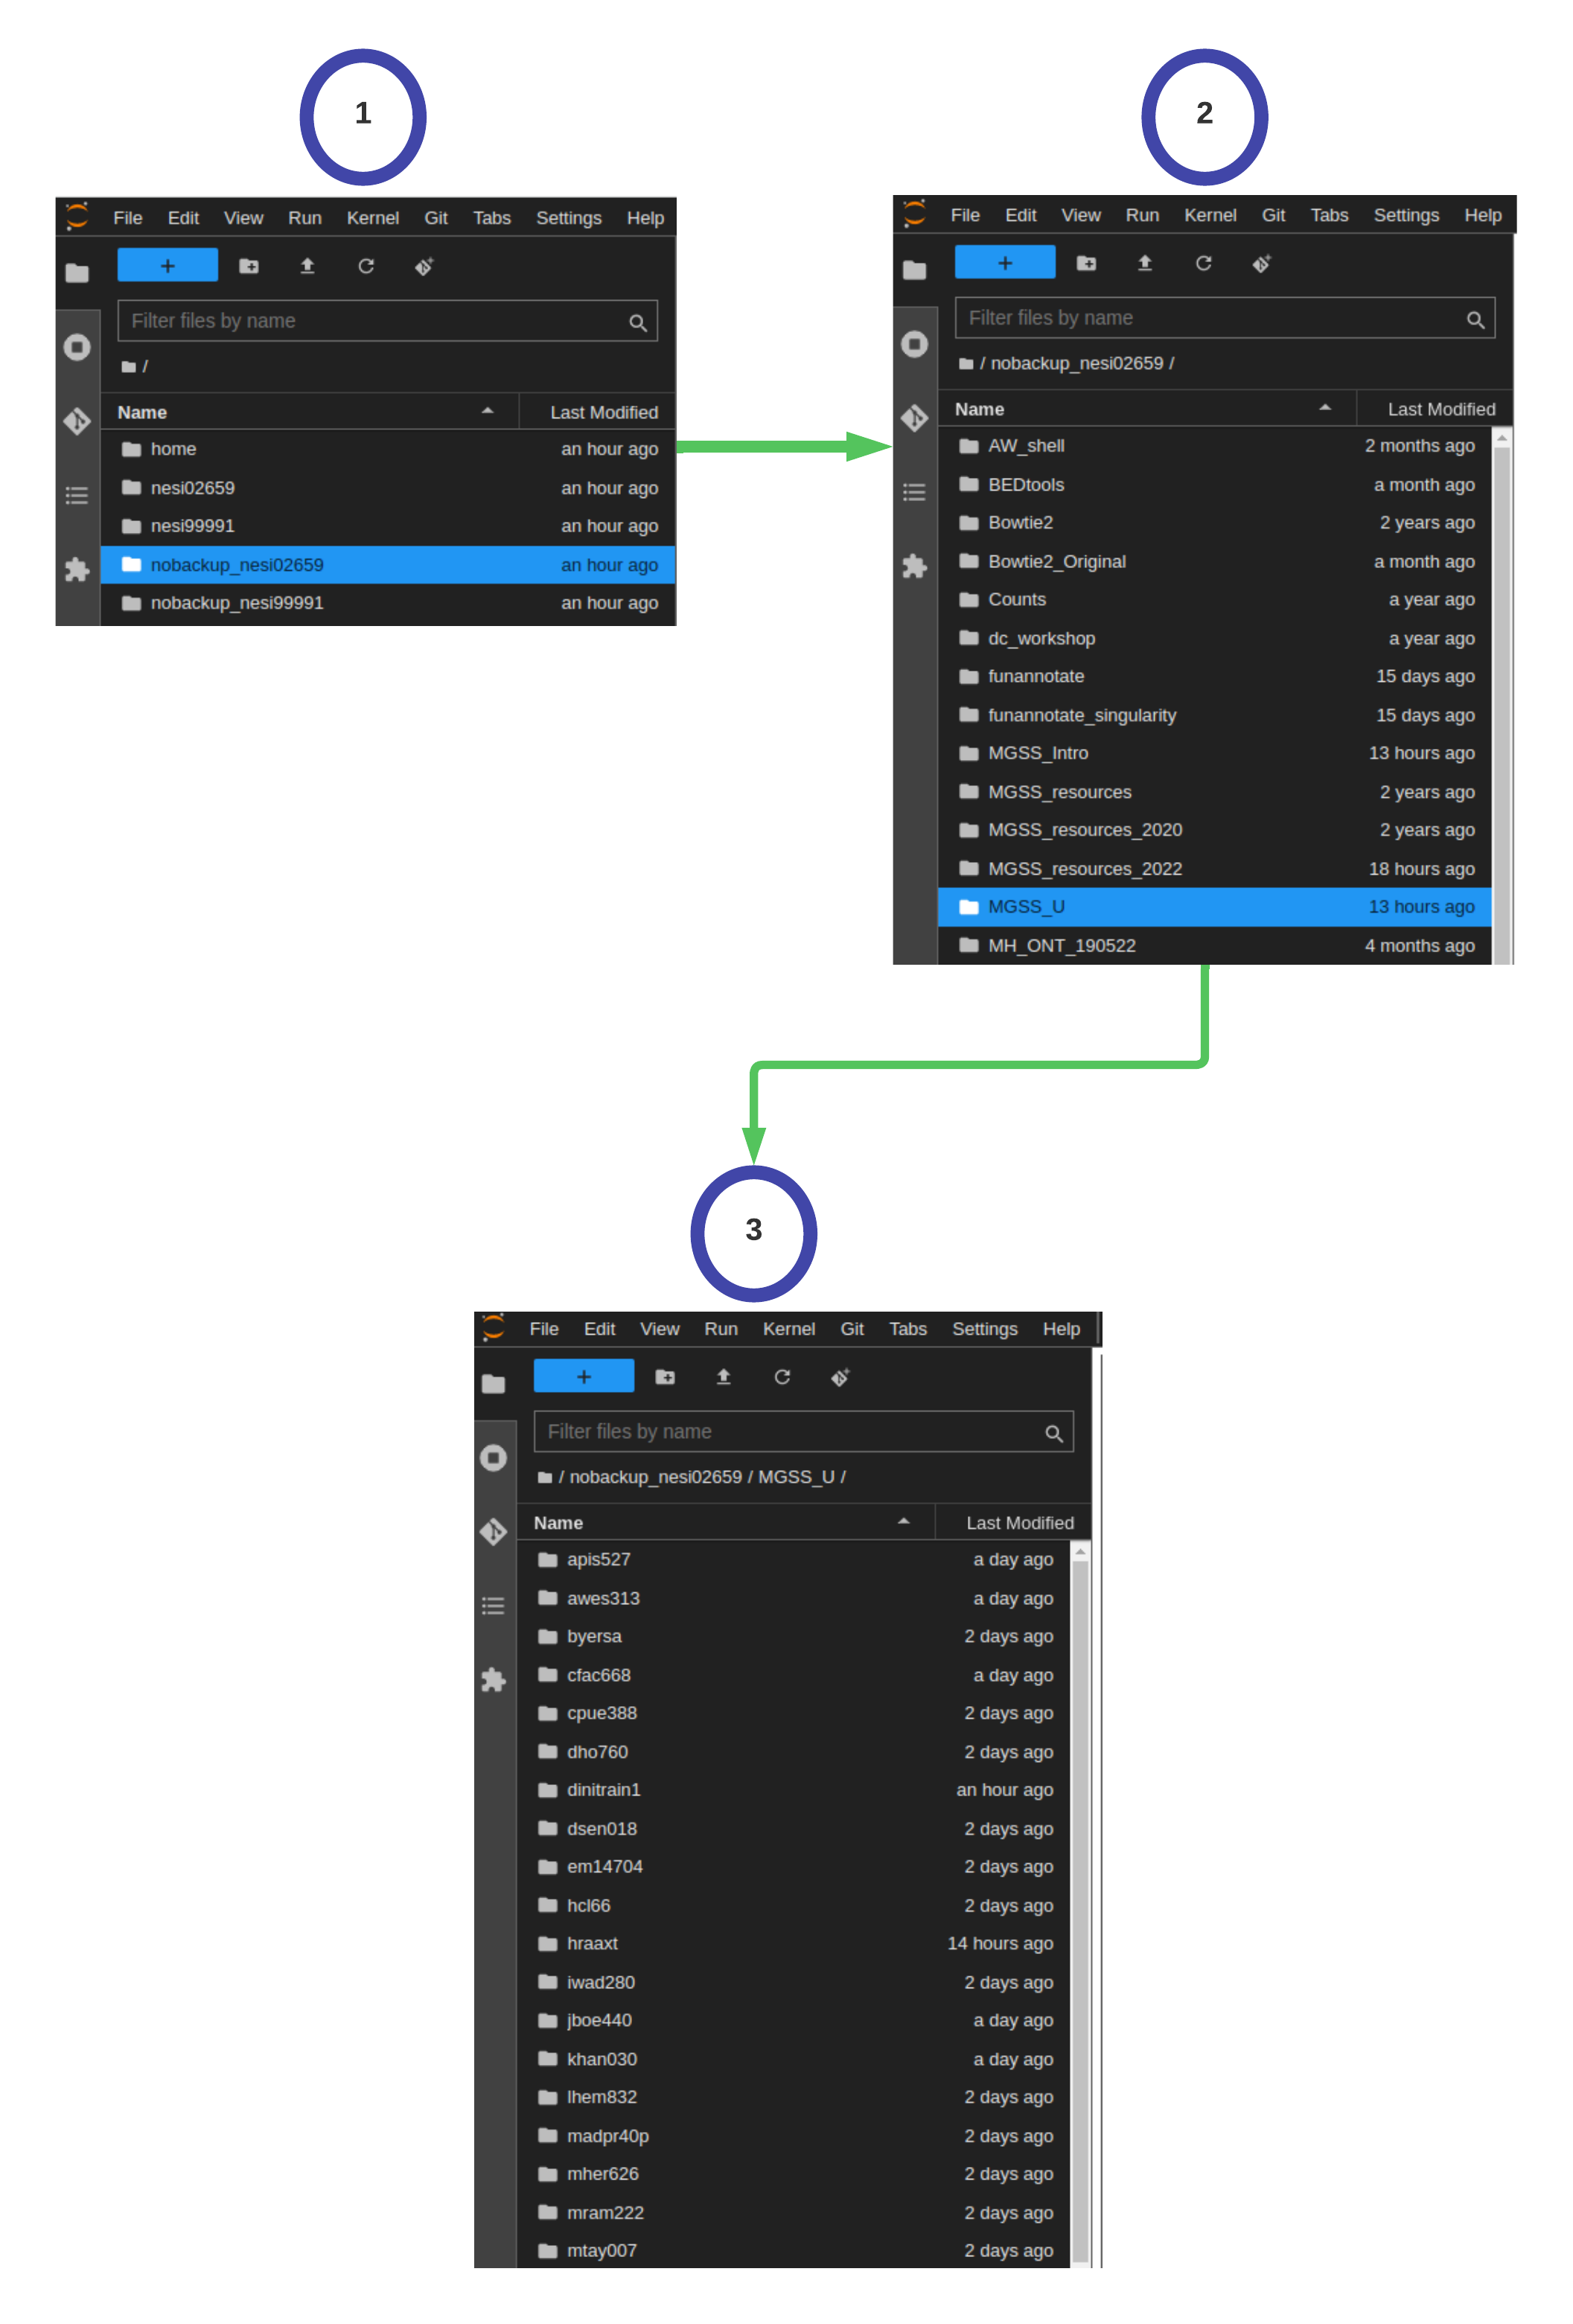 1
File Edit View Run Kernel Git Tabs Settings Help
Filter files by name
/
Name Last Modified
home an hour ago
nesi02659 an hour ago
nesi99991 an hour ago
nobackup_nesi02659 an hour ago
nobackup_nesi99991 an hour ago
2
File Edit View Run Kernel Git Tabs Settings Help
Filter files by name
/ nobackup_nesi02659 /
Name Last Modified
AW_shell 2 months ago
BEDtools a month ago
Bowtie2 2 years ago
Bowtie2_Original a month ago
Counts a year ago
dc_workshop a year ago
funannotate 15 days ago
funannotate_singularity 15 days ago
MGSS_Intro 13 hours ago
MGSS_resources 2 years ago
MGSS_resources_2020 2 years ago
MGSS_resources_2022 18 hours ago
MGSS_U 13 hours ago
MH_ONT_190522 4 months ago
3
File Edit View Run Kernel Git Tabs Settings Help
Filter files by name
/ nobackup_nesi02659 / MGSS_U /
Name Last Modified
apis527 a day ago
awes313 a day ago
byersa 2 days ago
cfac668 a day ago
cpue388 2 days ago
dho760 2 days ago
dinitrain1 an hour ago
dsen018 2 days ago
em14704 2 days ago
hcl66 2 days ago
hraaxt 14 hours ago
iwad280 2 days ago
jboe440 a day ago
khan030 a day ago
lhem832 2 days ago
madpr40p 2 days ago
mher626 2 days ago
mram222 2 days ago
mtay007 2 days ago